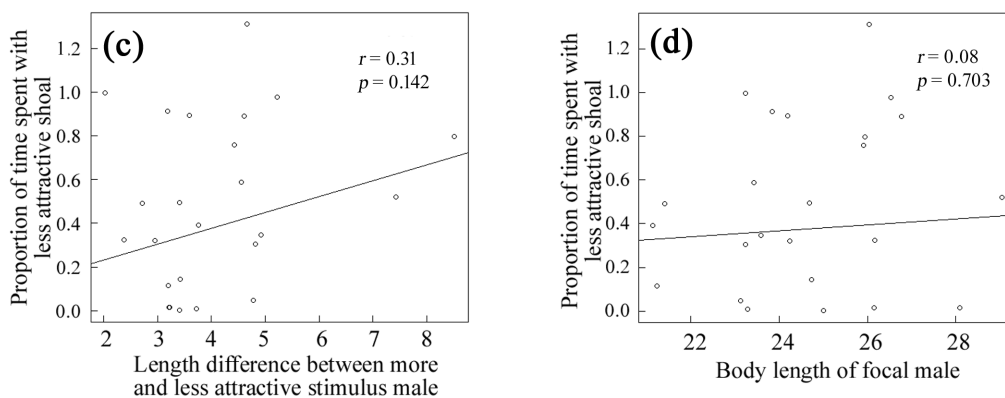 (c)
r = 0.31
p = 0.142
Proportion of time spent with
less attractive shoal
1.2
1.0
0.8
0.6
0.4
0.2
0.0
2 3 4 5 6 7 8
Length difference between more
and less attractive stimulus male
(d)
r = 0.08
p = 0.703
Proportion of time spent with
less attractive shoal
1.2
1.0
0.8
0.6
0.4
0.2
0.0
22 24 26 28
Body length of focal male